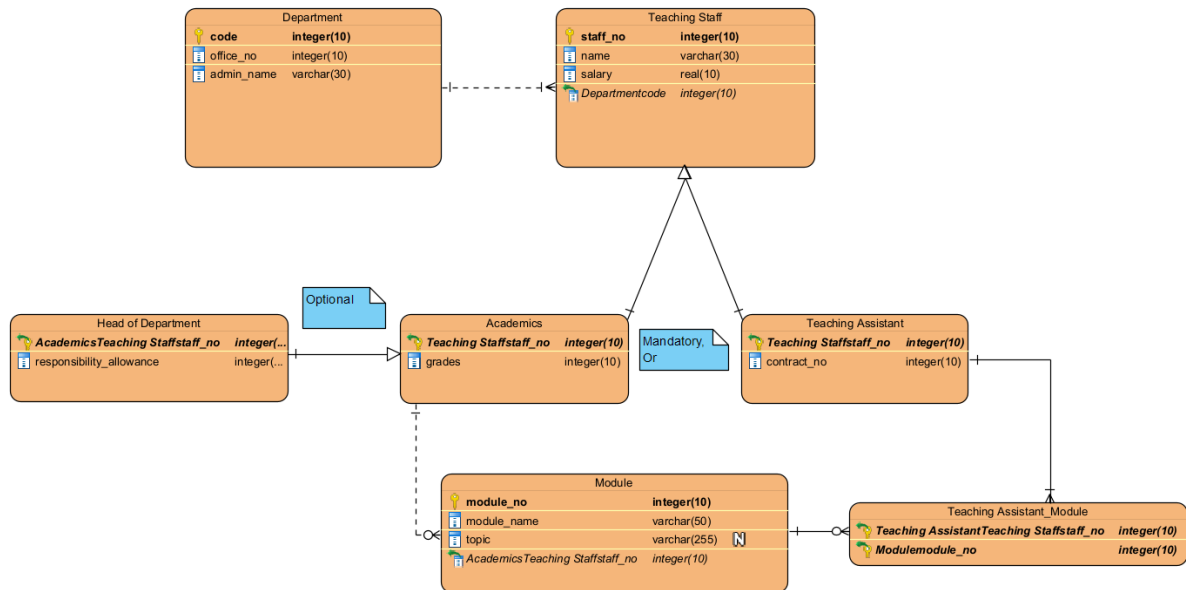 Department
code integer(10)
office_no integer(10)
admin_name varchar(30)
Teaching Staff
staff_no integer(10)
name varchar(30)
salary real(10)
Departmentcode integer(10)
Optional
Head of Department
AcademicsTeaching Staffstaff_no integer(...
responsibility_allowance integer(...
Academics
Teaching Staffstaff_no integer(10)
grades integer(10)
Mandatory,
Or
Teaching Assistant
Teaching Staffstaff_no integer(10)
contract_no integer(10)
Module
module_no integer(10)
module_name varchar(50)
topic varchar(255) N
AcademicsTeaching Staffstaff_no integer(10)
Teaching Assistant_Module
Teaching AssistantTeaching Staffstaff_no integer(10)
Modulemodule_no integer(10)